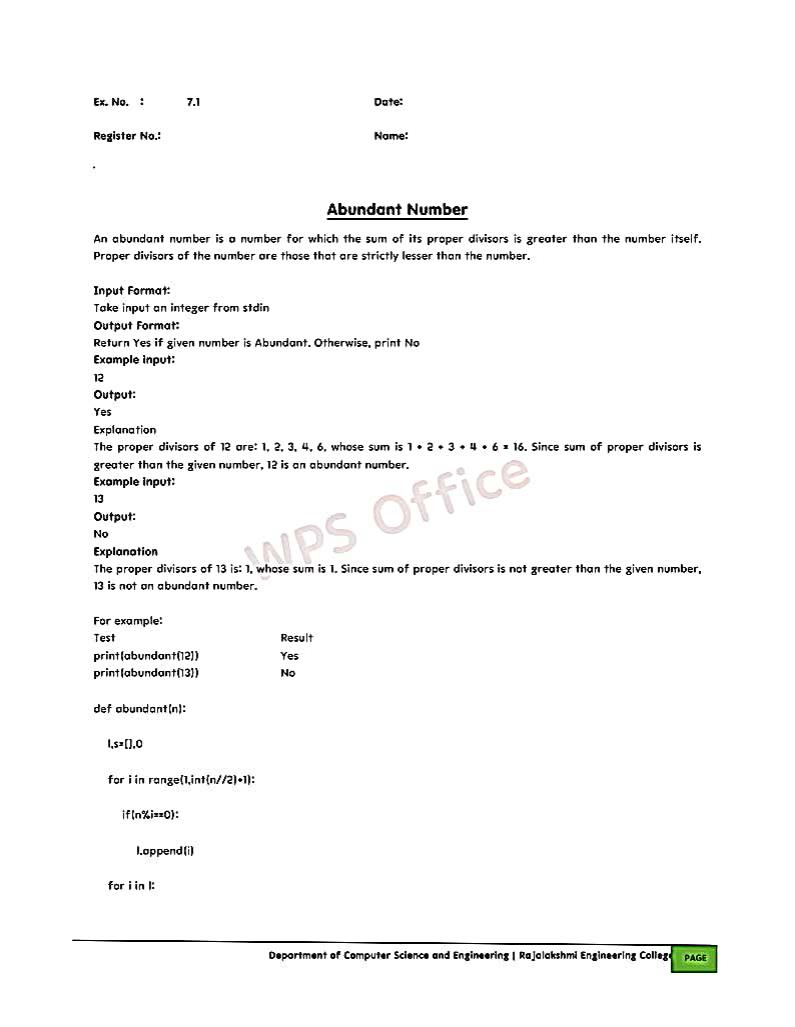 Ex. No. : 7.1 Date:
Register No.: Name:
.
Abundant Number
An abundant number is a number for which the sum of its proper divisors is greater than the number itself.
Proper divisors of the number are those that are strictly lesser than the number.
Input Format:
Take input an integer from stdin
Output Format:
Return Yes if given number is Abundant. Otherwise, print No
Example input:
12
Output:
Yes
Explanation
The proper divisors of 12 are: 1, 2, 3, 4, 6, whose sum is 1 + 2 + 3 + 4 + 6 = 16. Since sum of proper divisors is
greater than the given number, 12 is an abundant number.
Example input:
13
Output:
No
Explanation
The proper divisors of 13 is: 1, whose sum is 1. Since sum of proper divisors is not greater than the given number,
13 is not an abundant number.
WPS Office
For example:
Test Result
print(abundant(12)) Yes
print(abundant(13)) No
def abundant(n):
l,s=[],0
for i in range(1,int(n//2)+1):
if(n%i==0):
l.append(i)
for i in l:
Department of Computer Science and Engineering | Rajalakshmi Engineering College
PAGE